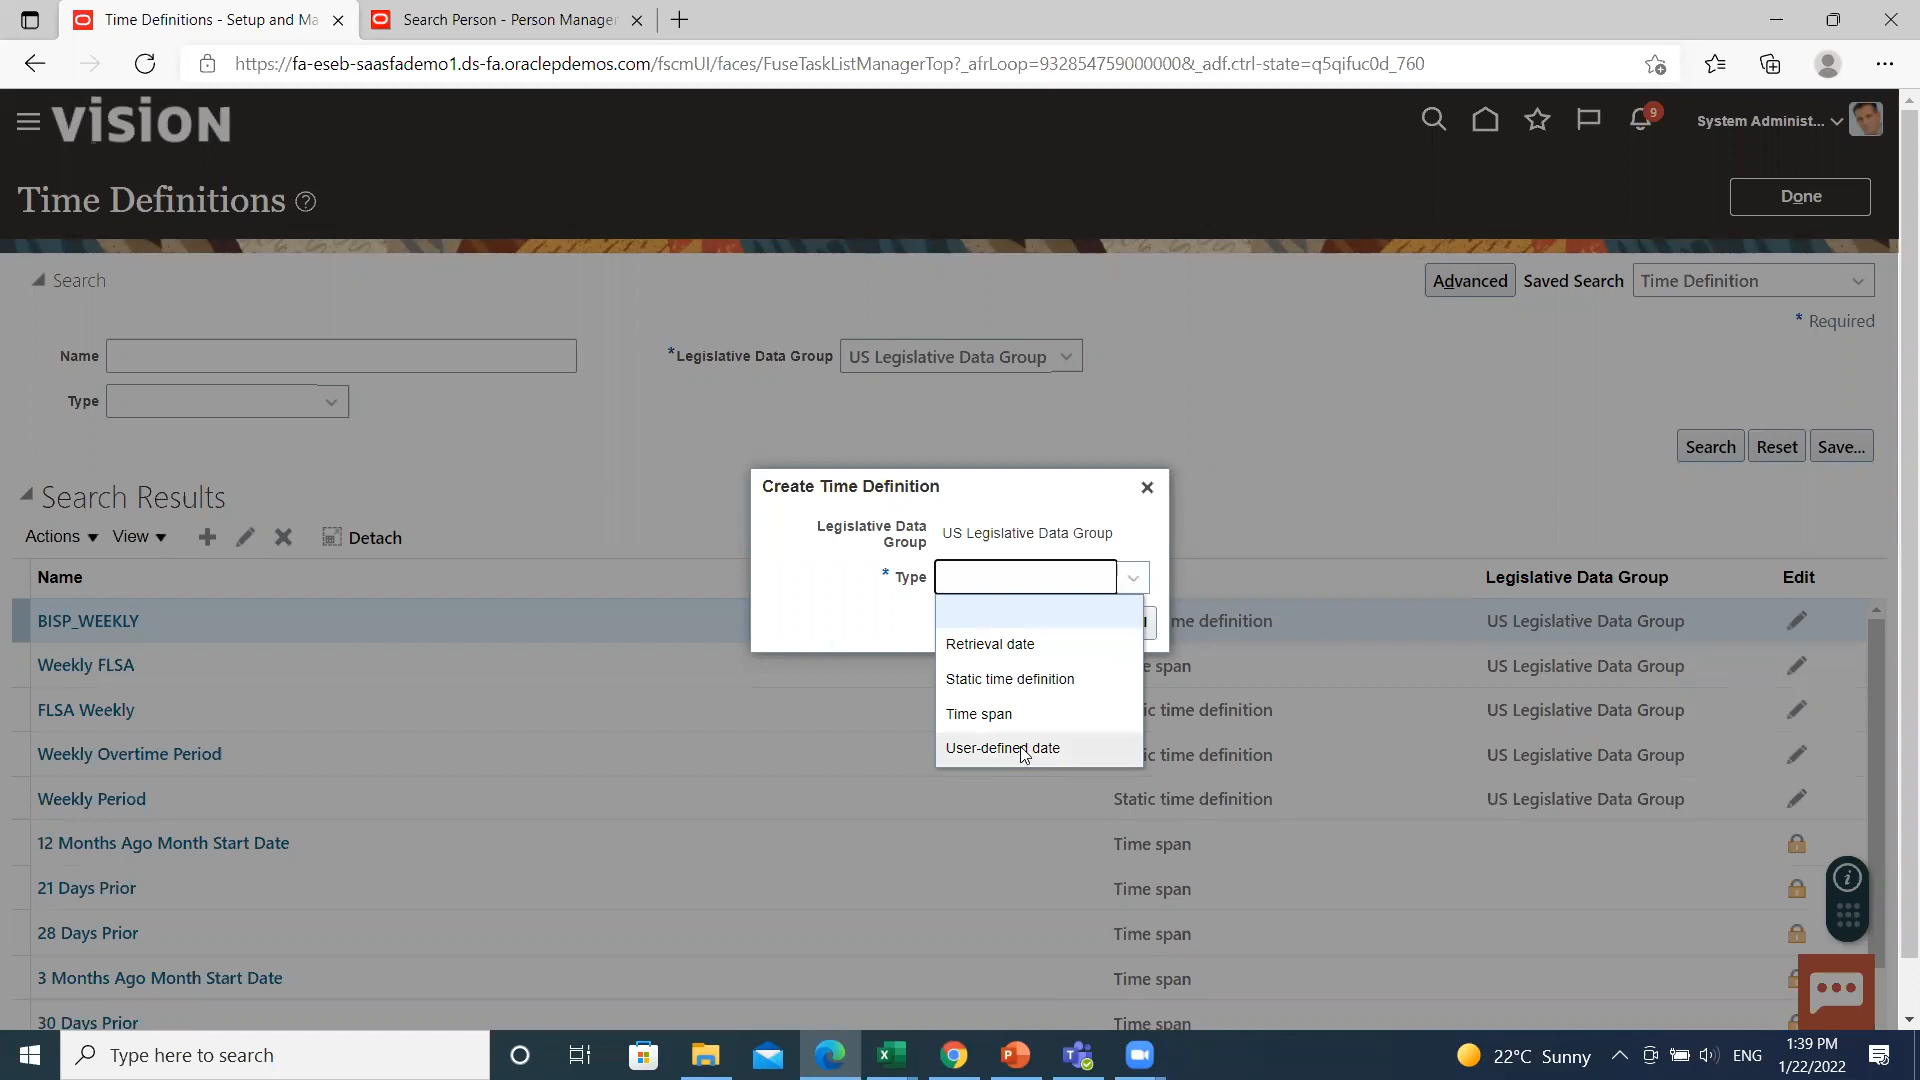 Time Definitions - Setup and Ma
Search Person - Person Manager
https://fa-eseb-saasfademo1.ds-fa.oraclepdemos.com/fscmUI/faces/FuseTaskListManagerTop?_afrLoop=932854759000000&_adf.ctrl-state=q5qifuc0d_760
vision
9
System Administ...
Time Definitions
Done
Search
Advanced
Saved Search
Time Definition
* Required
Name
*Legislative Data Group
US Legislative Data Group
Type
Search
Reset
Save...
Search Results
Actions
View
Detach
Name
Legislative Data Group
Edit
Create Time Definition
Legislative Data
Group
US Legislative Data Group
* Type
Retrieval date
Static time definition
Time span
User-defined date
BISP_WEEKLY
me definition
US Legislative Data Group
Weekly FLSA
e span
US Legislative Data Group
FLSA Weekly
ic time definition
US Legislative Data Group
Weekly Overtime Period
ic time definition
US Legislative Data Group
Weekly Period
Static time definition
US Legislative Data Group
12 Months Ago Month Start Date
Time span
21 Days Prior
Time span
28 Days Prior
Time span
3 Months Ago Month Start Date
Time span
30 Days Prior
Time span
Type here to search
22°C Sunny
ENG
1:39 PM
1/22/2022